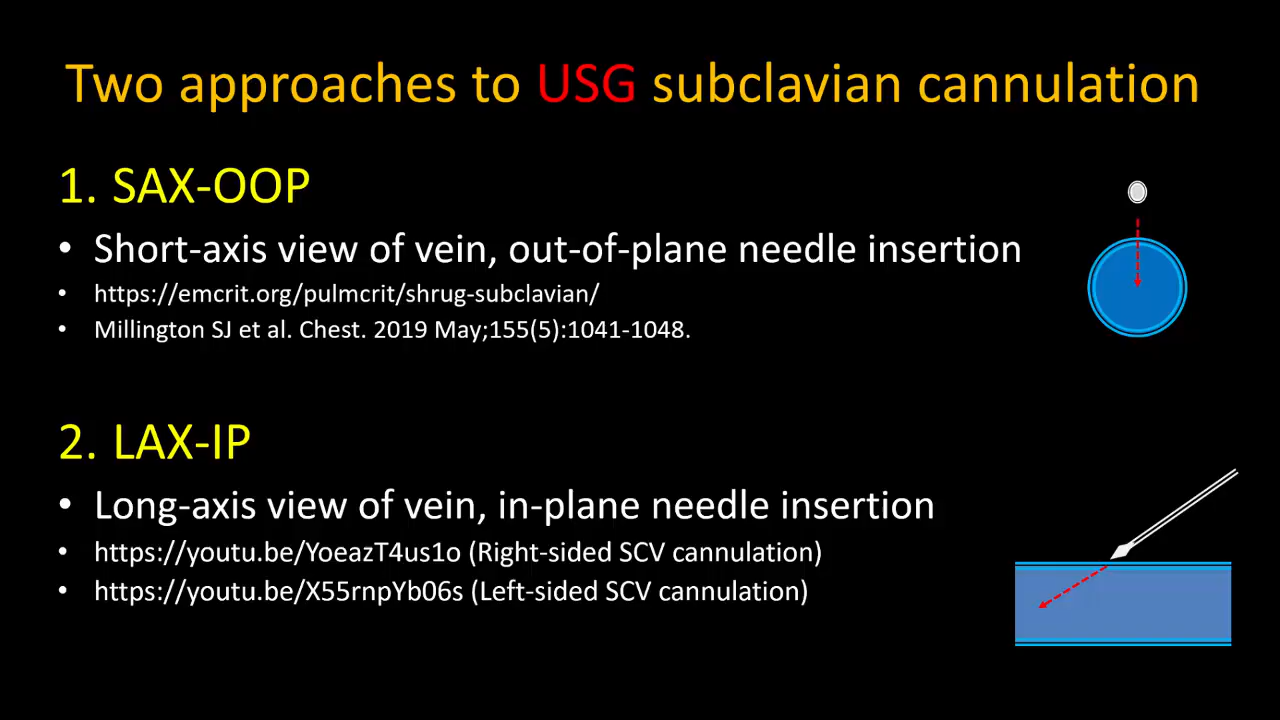 Two approaches to USG subclavian cannulation
1. SAX-OOP
• Short-axis view of vein, out-of-plane needle insertion
• https://emcrit.org/pulmcrit/shrug-subclavian/
• Millington SJ et al. Chest. 2019 May;155(5):1041-1048.
2. LAX-IP
• Long-axis view of vein, in-plane needle insertion
• https://youtu.be/YoeazT4us1o (Right-sided SCV cannulation)
• https://youtu.be/X55rnpYb06s (Left-sided SCV cannulation)